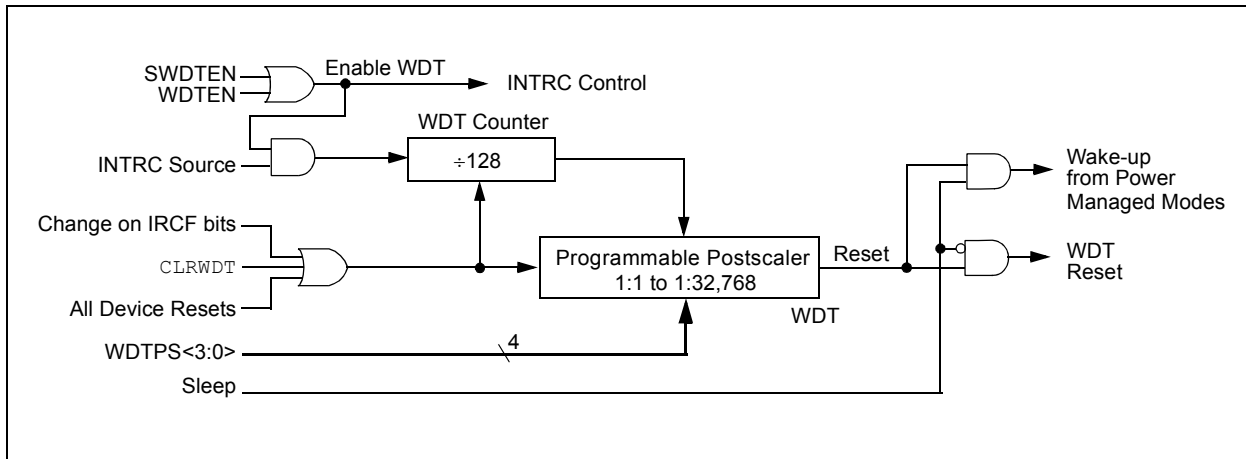 SWDTEN
WDTEN
Enable WDT
INTRC Control
WDT Counter
÷128
INTRC Source
Wake-up
from Power
Managed Modes
Change on IRCF bits
CLRWDT
All Device Resets
Programmable Postscaler
1:1 to 1:32,768
Reset
WDT
WDT
Reset
WDTPS<3:0>
4
Sleep